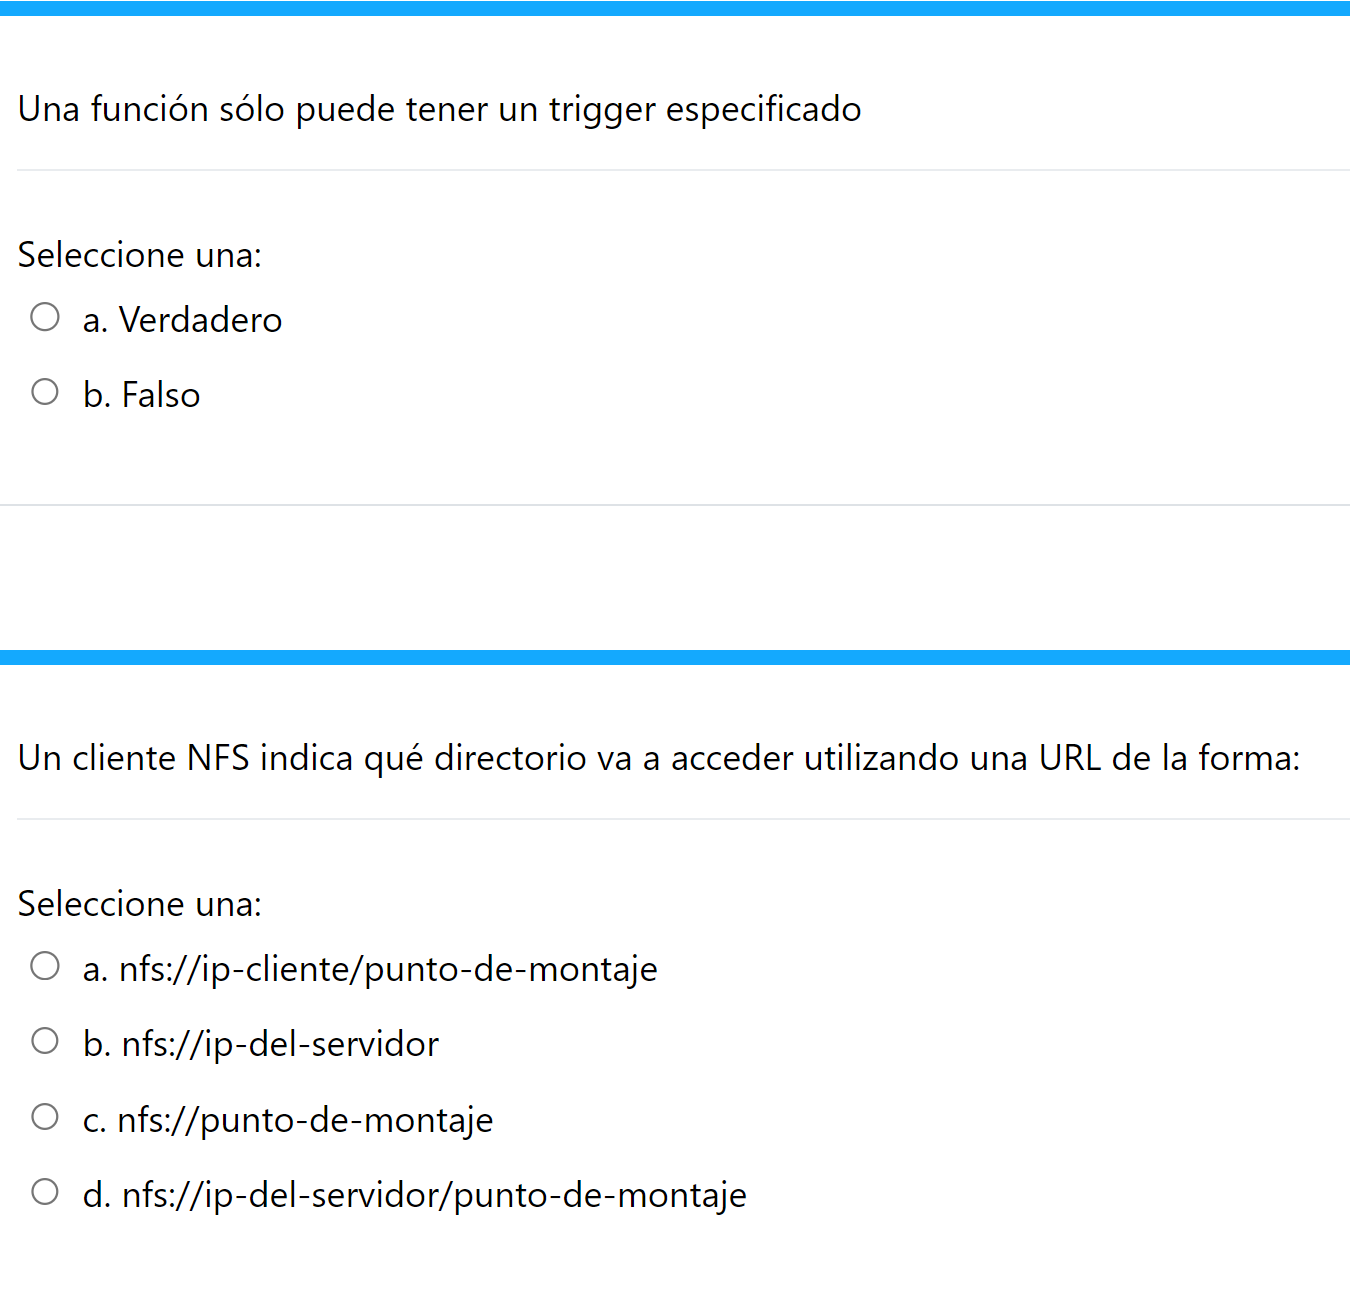 Una función sólo puede tener un trigger especificado
Seleccione una:
a. Verdadero
b. Falso
Un cliente NFS indica qué directorio va a acceder utilizando una URL de la forma:
Seleccione una:
a. nfs://ip-cliente/punto-de-montaje
b. nfs://ip-del-servidor
c. nfs://punto-de-montaje
d. nfs://ip-del-servidor/punto-de-montaje